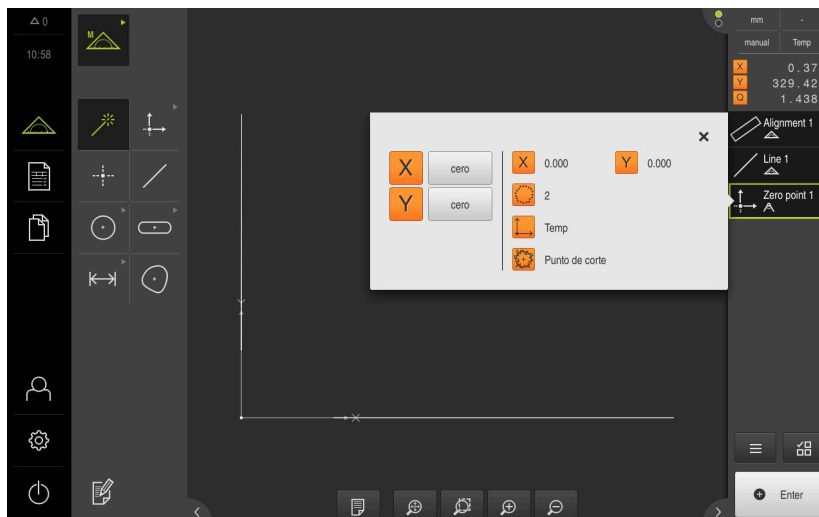 0
10:58
M
mm -
manual Temp
X 0.37
Y 329.42
Q 1.438
Alignment 1
Line 1
Zero point 1
X cero
Y cero
X 0.000 Y 0.000
2
Temp
Punto de corte
Y
X
Enter